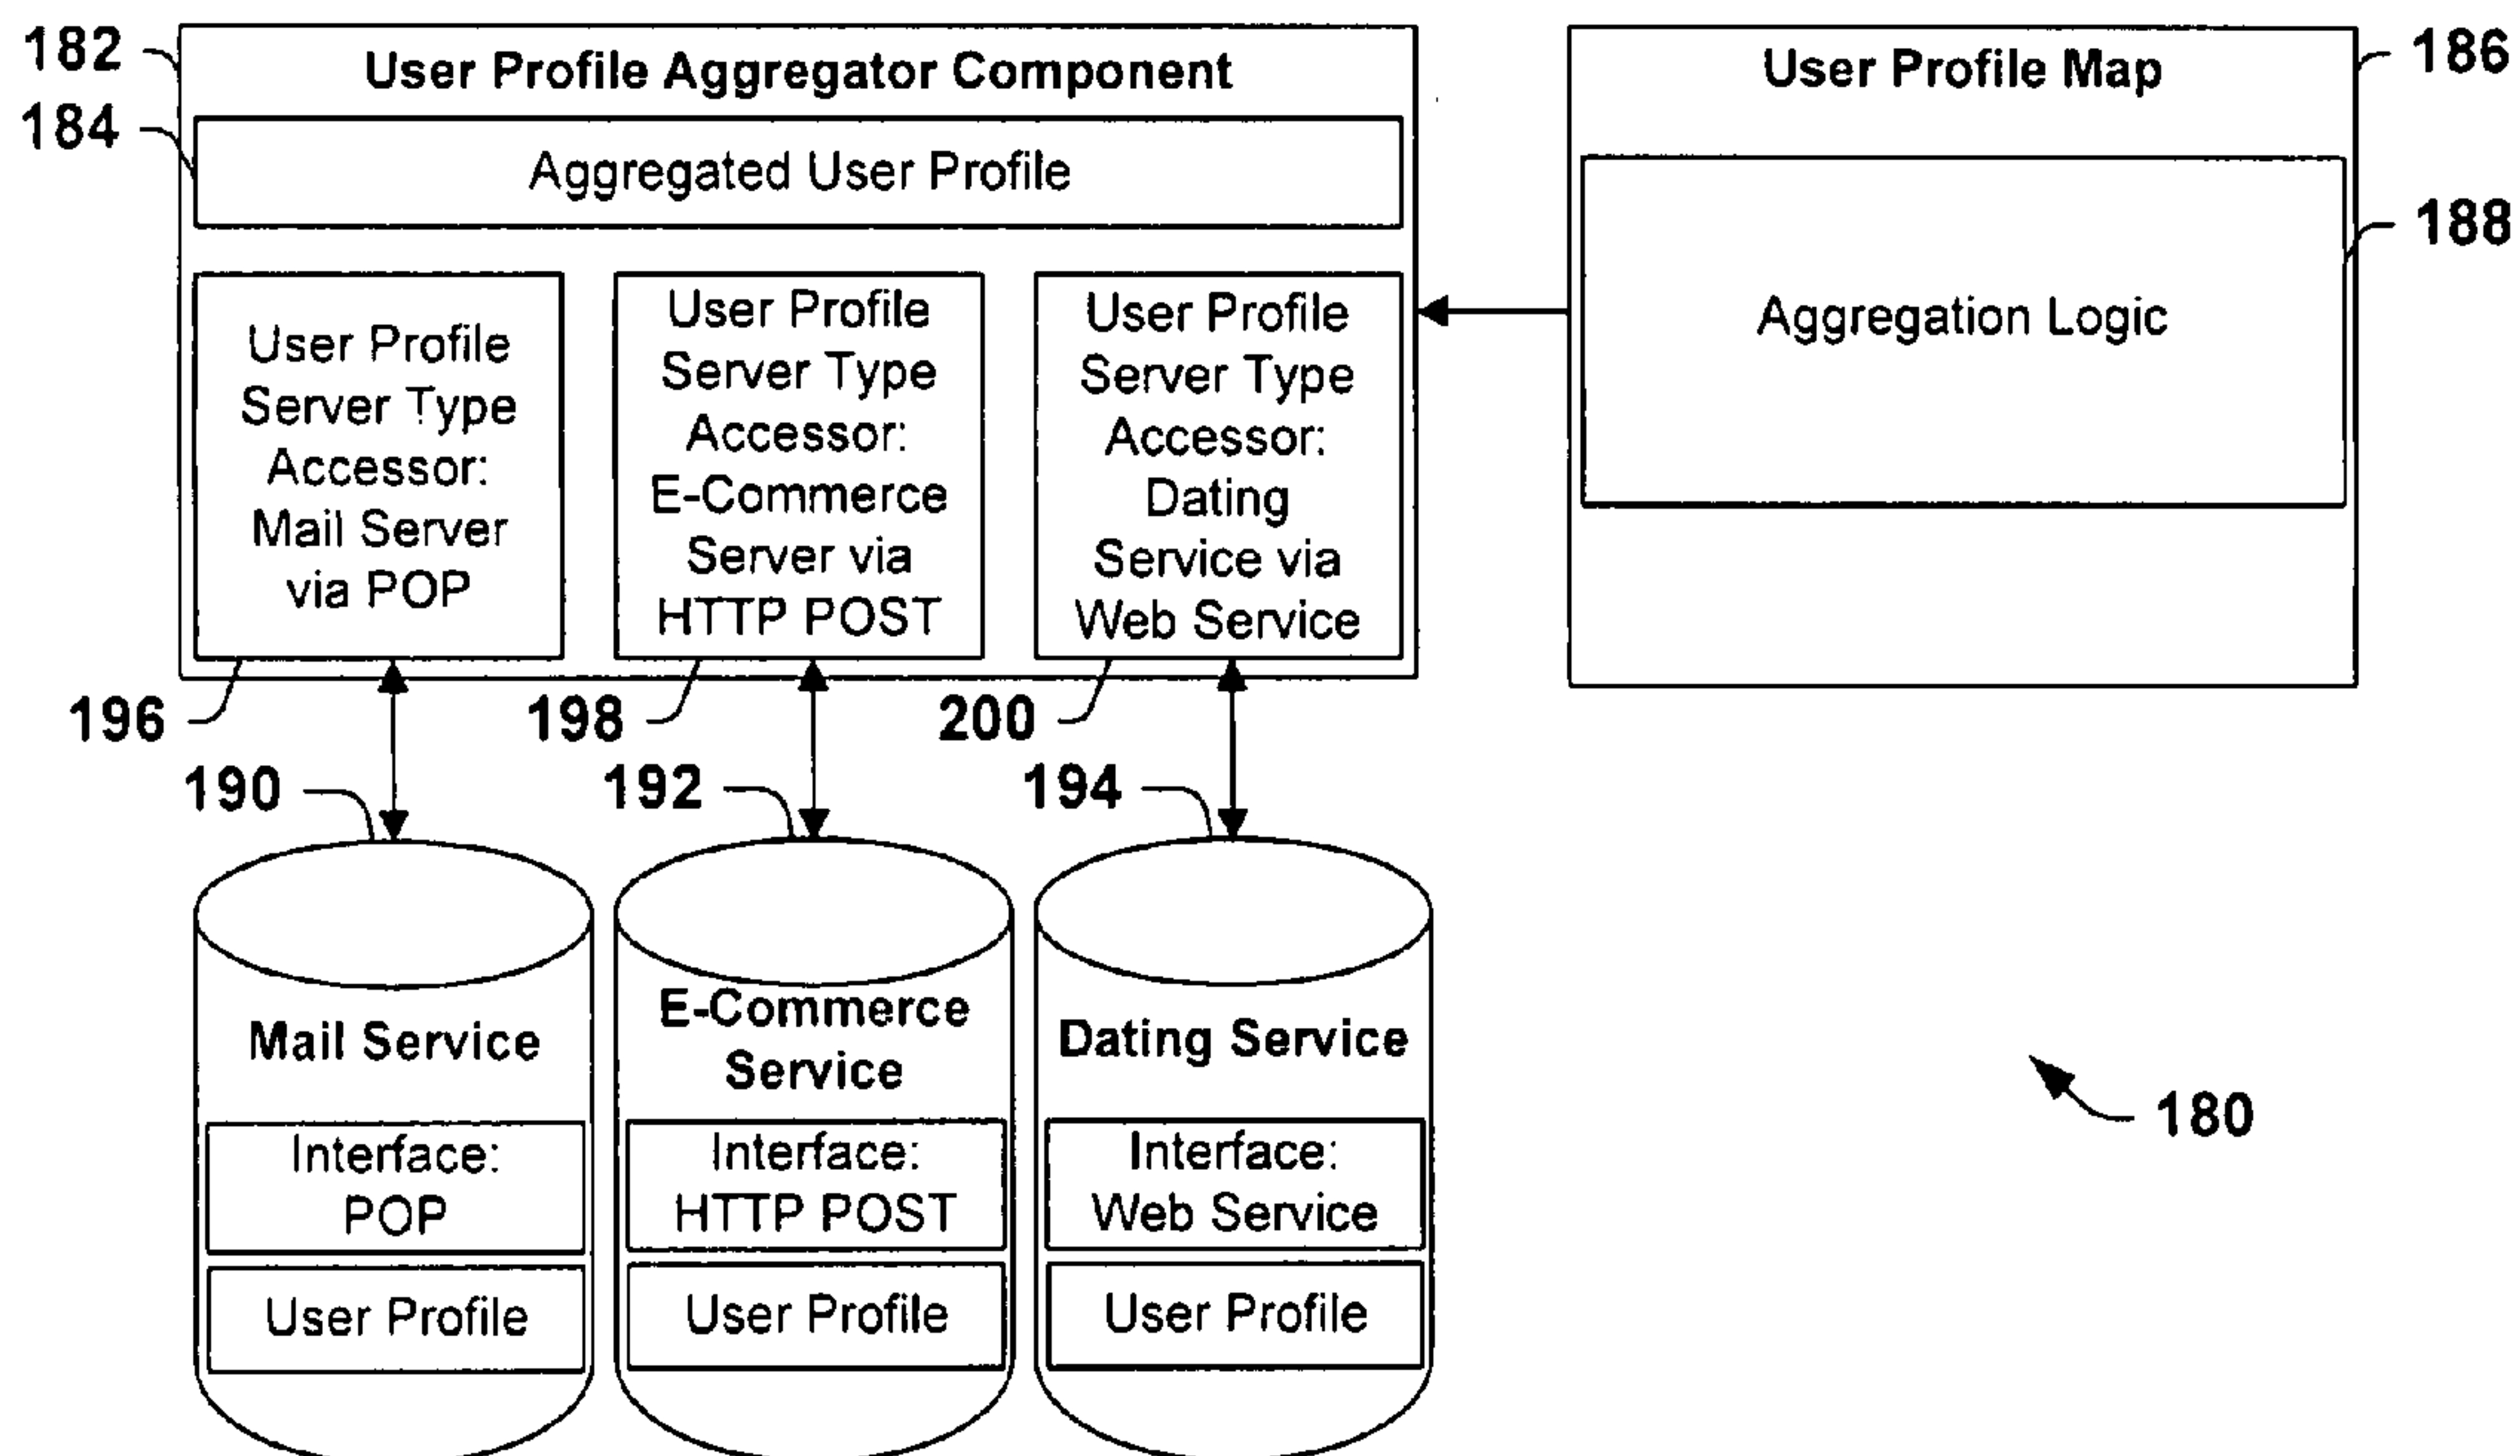 182
User Profile Aggregator Component
184
Aggregated User Profile
User Profile
Server Type
Accessor:
Mail Server
via POP
User Profile
Server Type
Accessor:
E-Commerce
Server via
HTTP POST
User Profile
Server Type
Accessor:
Dating
Service via
Web Service
User Profile Map
186
188
Aggregation Logic
196
198
200
190
192
194
Mail Service
Interface:
POP
User Profile
E-Commerce
Service
Interface:
HTTP POST
User Profile
Dating Service
Interface:
Web Service
User Profile
180